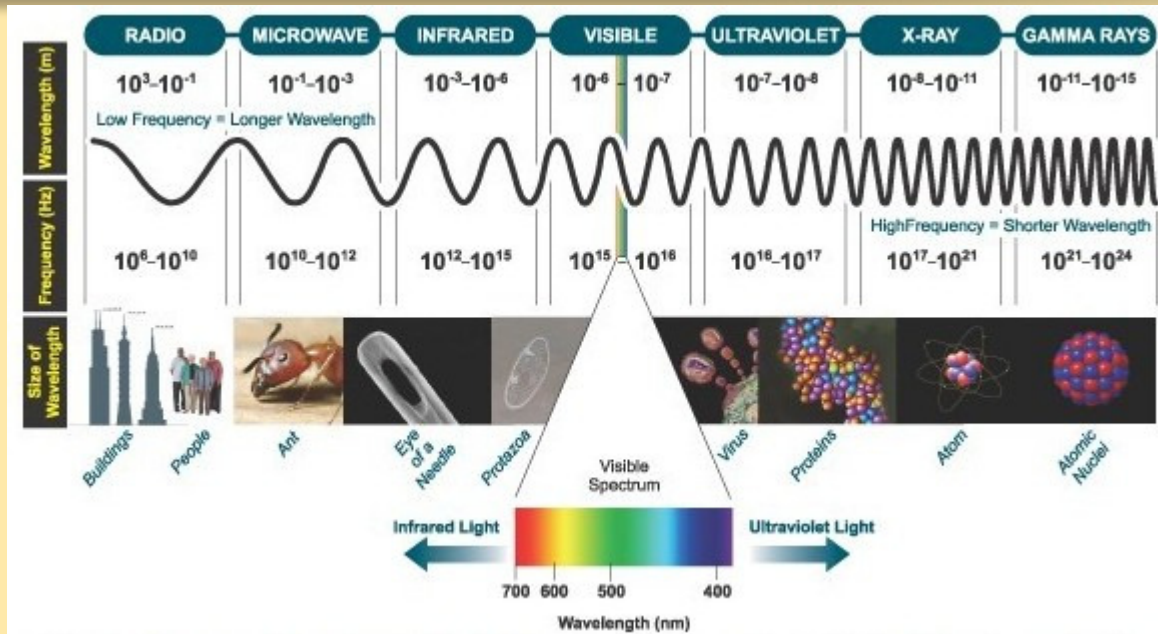 RADIO MICROWAVE INFRARED VISIBLE ULTRAVIOLET X-RAY GAMMA RAYS
Wavelength (m)
10³–10⁻¹ 10⁻¹–10⁻³ 10⁻³–10⁻⁶ 10⁻⁶ – 10⁻⁷ 10⁻⁷–10⁻⁸ 10⁻⁸–10⁻¹¹ 10⁻¹¹–10⁻¹⁵
Low Frequency = Longer Wavelength
HighFrequency = Shorter Wavelength
Frequency (Hz)
10⁶–10¹⁰ 10¹⁰–10¹² 10¹²–10¹⁵ 10¹⁵ – 10¹⁶ 10¹⁶–10¹⁷ 10¹⁷–10²¹ 10²¹–10²⁴
Size of
Wavelength
Buildings
People
Ant
Eye
of a
Needle
Protazoa
Virus
Proteins
Atom
Atomic
Nuclei
Visible
Spectrum
Infrared Light
Ultraviolet Light
700 600 500 400
Wavelength (nm)